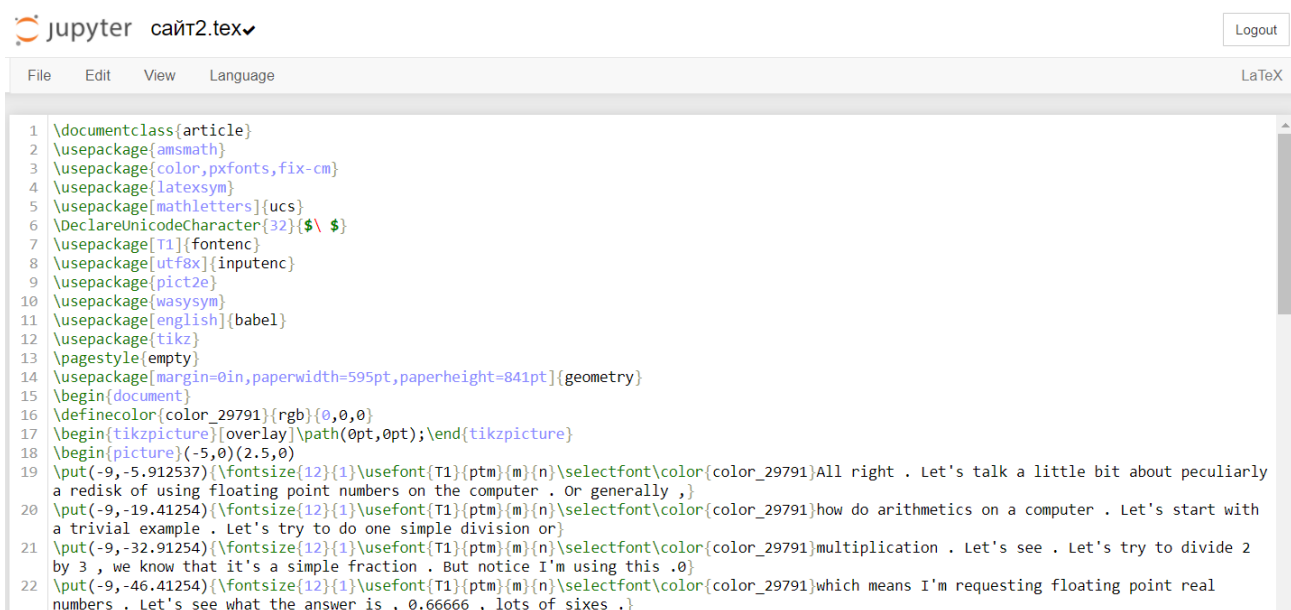 jupyter сайт2.tex✔
Logout
File Edit View Language LaTeX
1 \documentclass{article}
2 \usepackage{amsmath}
3 \usepackage{color,pxfonts,fix-cm}
4 \usepackage{latexsym}
5 \usepackage[mathletters]{ucs}
6 \DeclareUnicodeCharacter{32}{$\ $}
7 \usepackage[T1]{fontenc}
8 \usepackage[utf8x]{inputenc}
9 \usepackage{pict2e}
10 \usepackage{wasysym}
11 \usepackage[english]{babel}
12 \usepackage{tikz}
13 \pagestyle{empty}
14 \usepackage[margin=0in,paperwidth=595pt,paperheight=841pt]{geometry}
15 \begin{document}
16 \definecolor{color_29791}{rgb}{0,0,0}
17 \begin{tikzpicture}[overlay]\path(0pt,0pt);\end{tikzpicture}
18 \begin{picture}(-5,0)(2.5,0)
19 \put(-9,-5.912537){\fontsize{12}{1}\usefont{T1}{ptm}{m}{n}\selectfont\color{color_29791}All right . Let's talk a little bit about peculiarly
a redisk of using floating point numbers on the computer . Or generally ,}
20 \put(-9,-19.41254){\fontsize{12}{1}\usefont{T1}{ptm}{m}{n}\selectfont\color{color_29791}how do arithmetics on a computer . Let's start with
a trivial example . Let's try to do one simple division or}
21 \put(-9,-32.91254){\fontsize{12}{1}\usefont{T1}{ptm}{m}{n}\selectfont\color{color_29791}multiplication . Let's see . Let's try to divide 2
by 3 , we know that it's a simple fraction . But notice I'm using this .0}
22 \put(-9,-46.41254){\fontsize{12}{1}\usefont{T1}{ptm}{m}{n}\selectfont\color{color_29791}which means I'm requesting floating point real
numbers . Let's see what the answer is , 0.66666 , lots of sixes .}